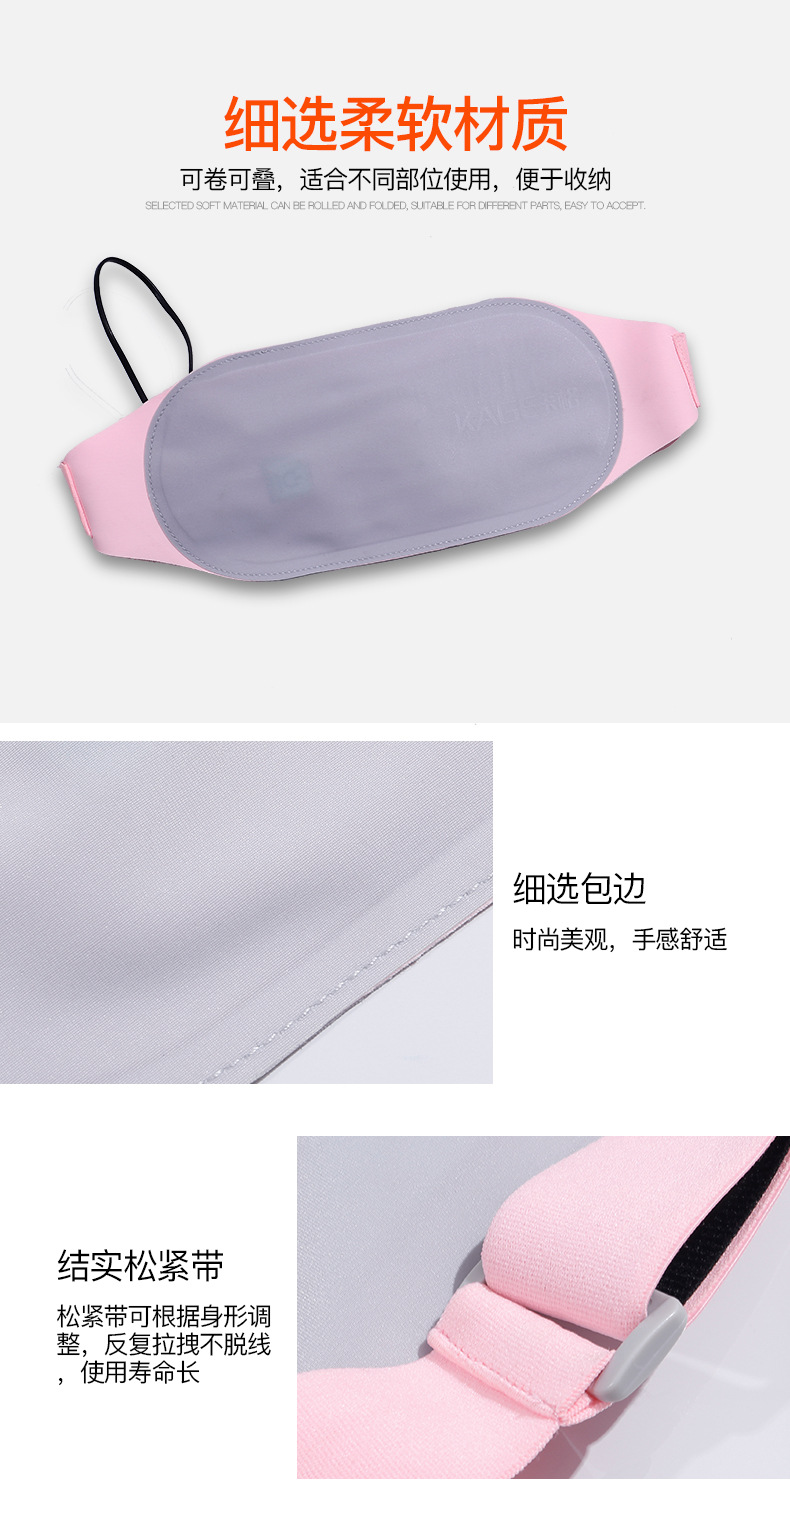 细选柔软材质
可卷可叠，适合不同部位使用，便于收纳
SELECTED SOFT MATERIAL CAN BE ROLLED AND FOLDED, SUITABLE FOR DIFFERENT PARTS, EASY TO ACCEPT.
细选包边
时尚美观，手感舒适
结实松紧带
松紧带可根据身形调
整，反复拉拽不脱线
，使用寿命长